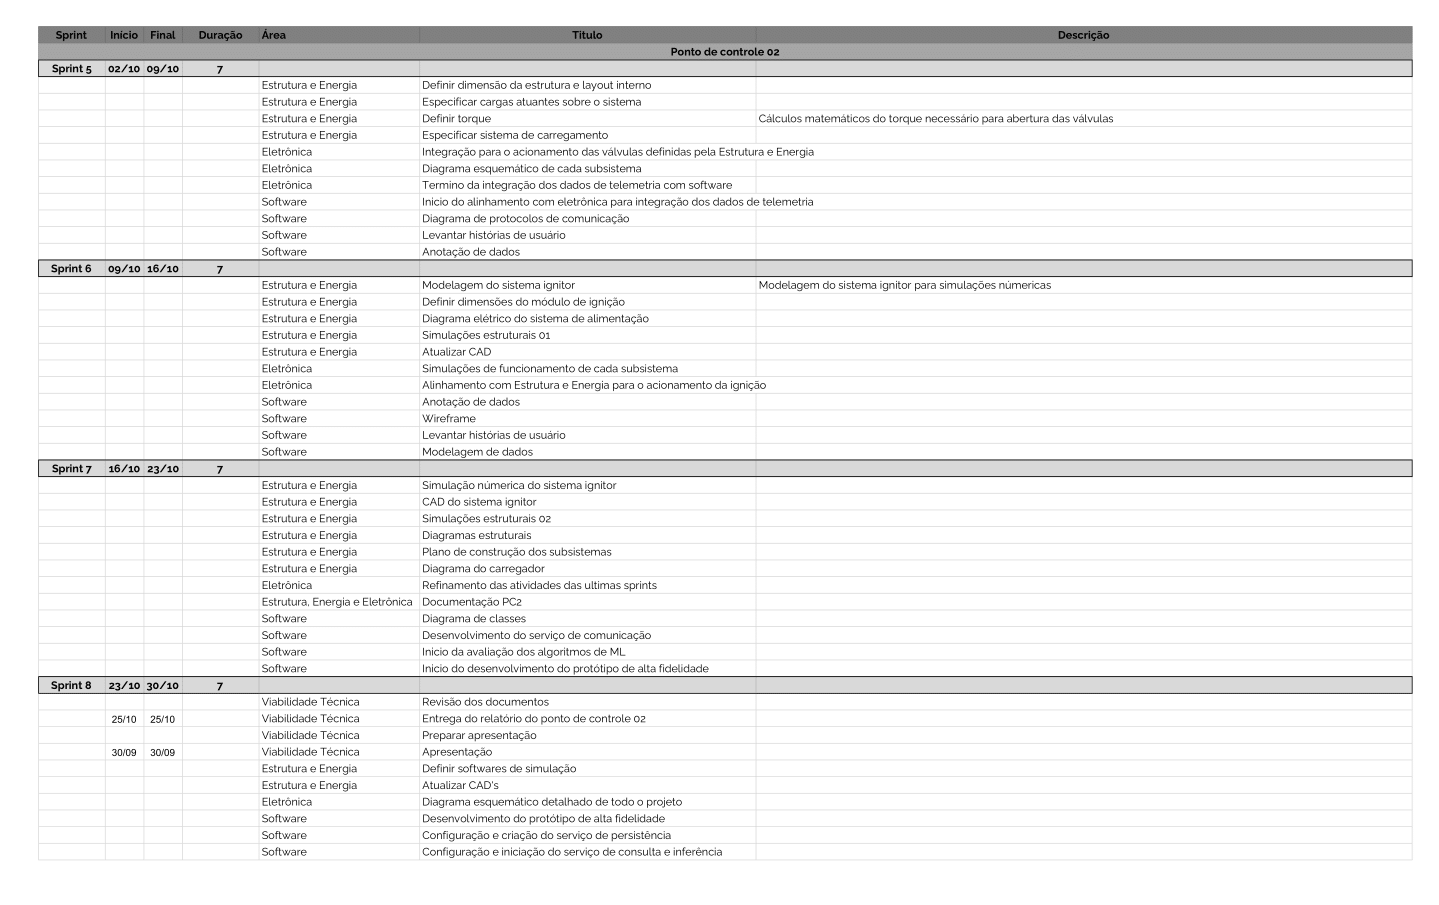 Sprint Início Final Duração Área Titulo Descrição
Ponto de controle 02
Sprint 5 02/10 09/10 7
Estrutura e Energia Definir dimensão da estrutura e layout interno
Estrutura e Energia Especificar cargas atuantes sobre o sistema
Estrutura e Energia Definir torque Cálculos matemáticos do torque necessário para abertura das válvulas
Estrutura e Energia Especificar sistema de carregamento
Eletrônica Integração para o acionamento das válvulas definidas pela Estrutura e Energia
Eletrônica Diagrama esquemático de cada subsistema
Eletrônica Termino da integração dos dados de telemetria com software
Software Inicio do alinhamento com eletrônica para integração dos dados de telemetria
Software Diagrama de protocolos de comunicação
Software Levantar histórias de usuário
Software Anotação de dados
Sprint 6 09/10 16/10 7
Estrutura e Energia Modelagem do sistema ignitor Modelagem do sistema ignitor para simulações númericas
Estrutura e Energia Definir dimensões do módulo de ignição
Estrutura e Energia Diagrama elétrico do sistema de alimentação
Estrutura e Energia Simulações estruturais 01
Estrutura e Energia Atualizar CAD
Eletrônica Simulações de funcionamento de cada subsistema
Eletrônica Alinhamento com Estrutura e Energia para o acionamento da ignição
Software Anotação de dados
Software Wireframe
Software Levantar histórias de usuário
Software Modelagem de dados
Sprint 7 16/10 23/10 7
Estrutura e Energia Simulação númerica do sistema ignitor
Estrutura e Energia CAD do sistema ignitor
Estrutura e Energia Simulações estruturais 02
Estrutura e Energia Diagramas estruturais
Estrutura e Energia Plano de construção dos subsistemas
Estrutura e Energia Diagrama do carregador
Eletrônica Refinamento das atividades das ultimas sprints
Estrutura, Energia e Eletrônica Documentação PC2
Software Diagrama de classes
Software Desenvolvimento do serviço de comunicação
Software Inicio da avaliação dos algoritmos de ML
Software Inicio do desenvolvimento do protótipo de alta fidelidade
Sprint 8 23/10 30/10 7
Viabilidade Técnica Revisão dos documentos
25/10 25/10 Viabilidade Técnica Entrega do relatório do ponto de controle 02
Viabilidade Técnica Preparar apresentação
30/09 30/09 Viabilidade Técnica Apresentação
Estrutura e Energia Definir softwares de simulação
Estrutura e Energia Atualizar CAD's
Eletrônica Diagrama esquemático detalhado de todo o projeto
Software Desenvolvimento do protótipo de alta fidelidade
Software Configuração e criação do serviço de persistência
Software Configuração e iniciação do serviço de consulta e inferência